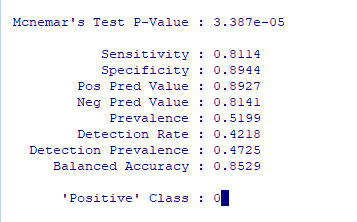 Mcnemar's Test P-Value : 3.387e-05
Sensitivity : 0.8114
Specificity : 0.8944
Pos Pred Value : 0.8927
Neg Pred Value : 0.8141
Prevalence : 0.5199
Detection Rate : 0.4218
Detection Prevalence : 0.4725
Balanced Accuracy : 0.8529
'Positive' Class : 0